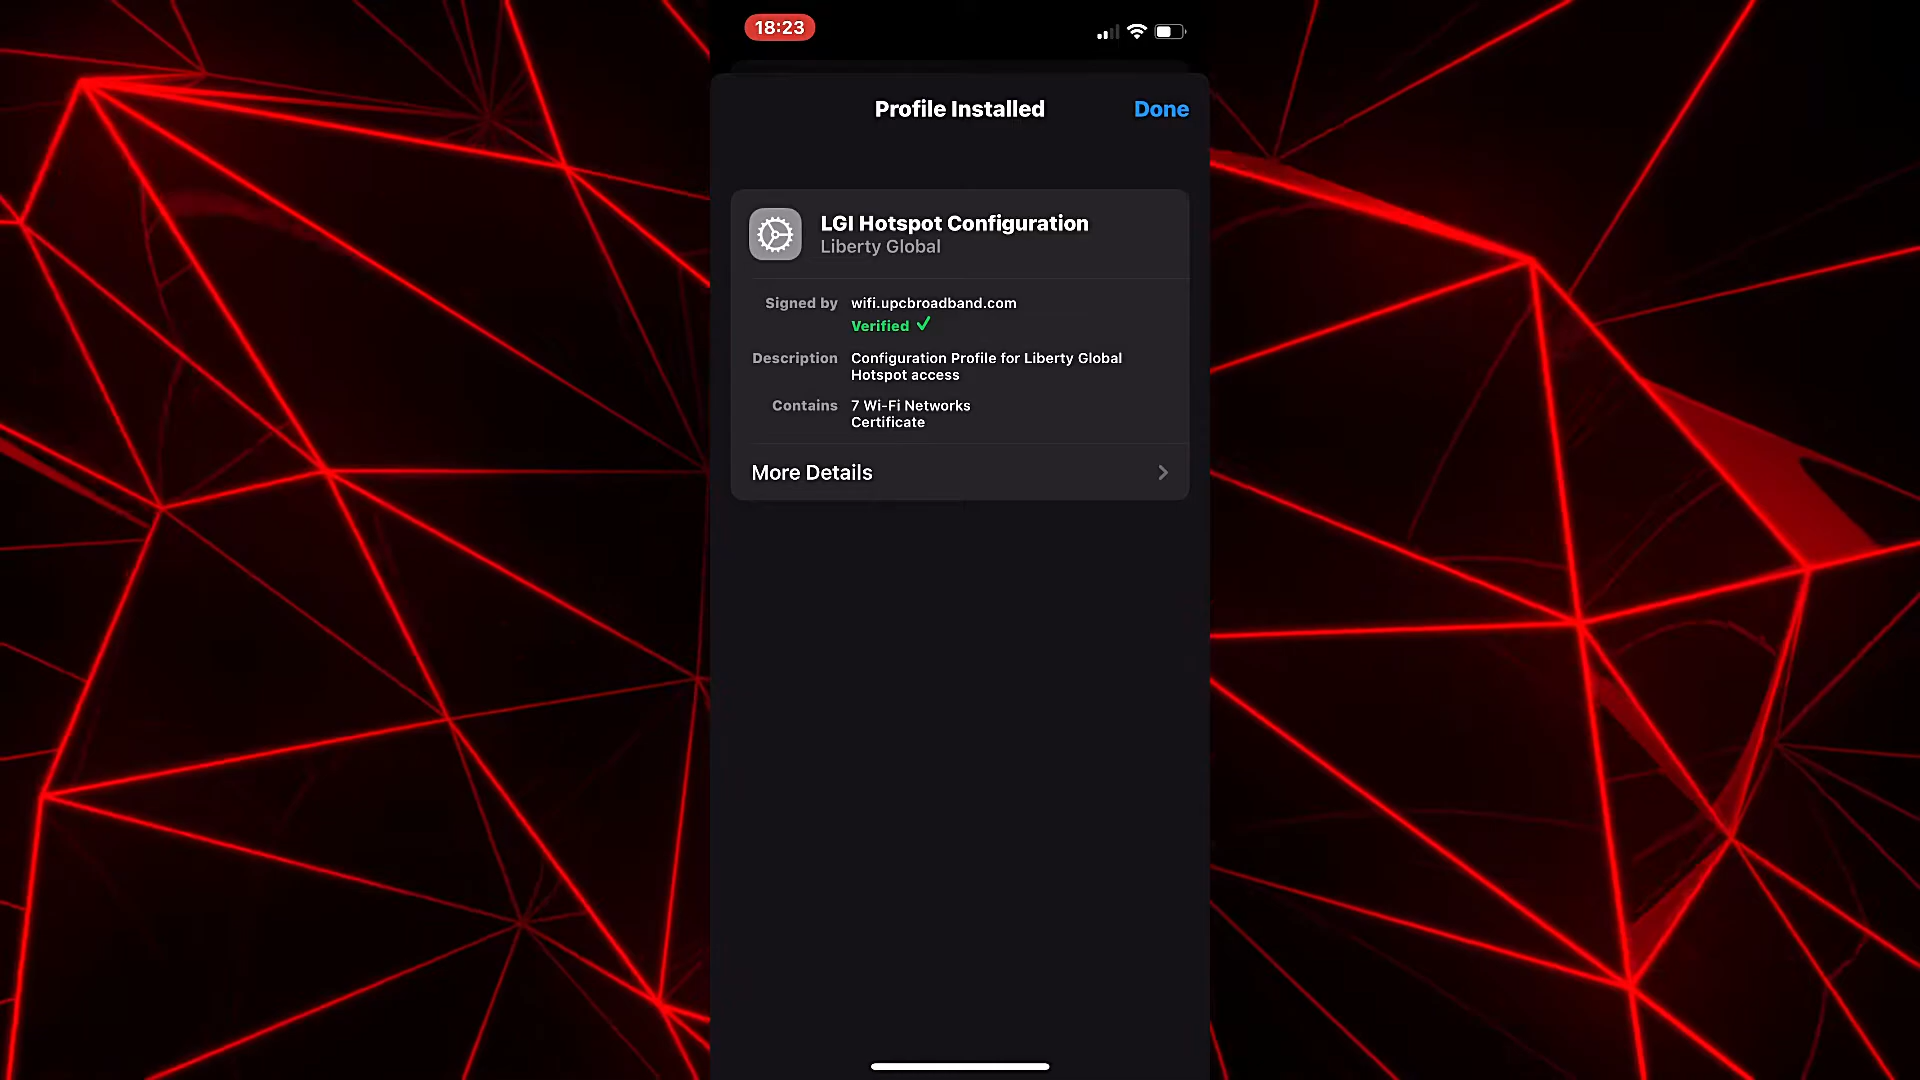 18:23
Profile Installed
Done
LGI Hotspot Configuration
Liberty Global
Signed by wifi.upcbroadband.com
Verified ✓
Description Configuration Profile for Liberty Global
Hotspot access
Contains 7 Wi-Fi Networks
Certificate
More Details